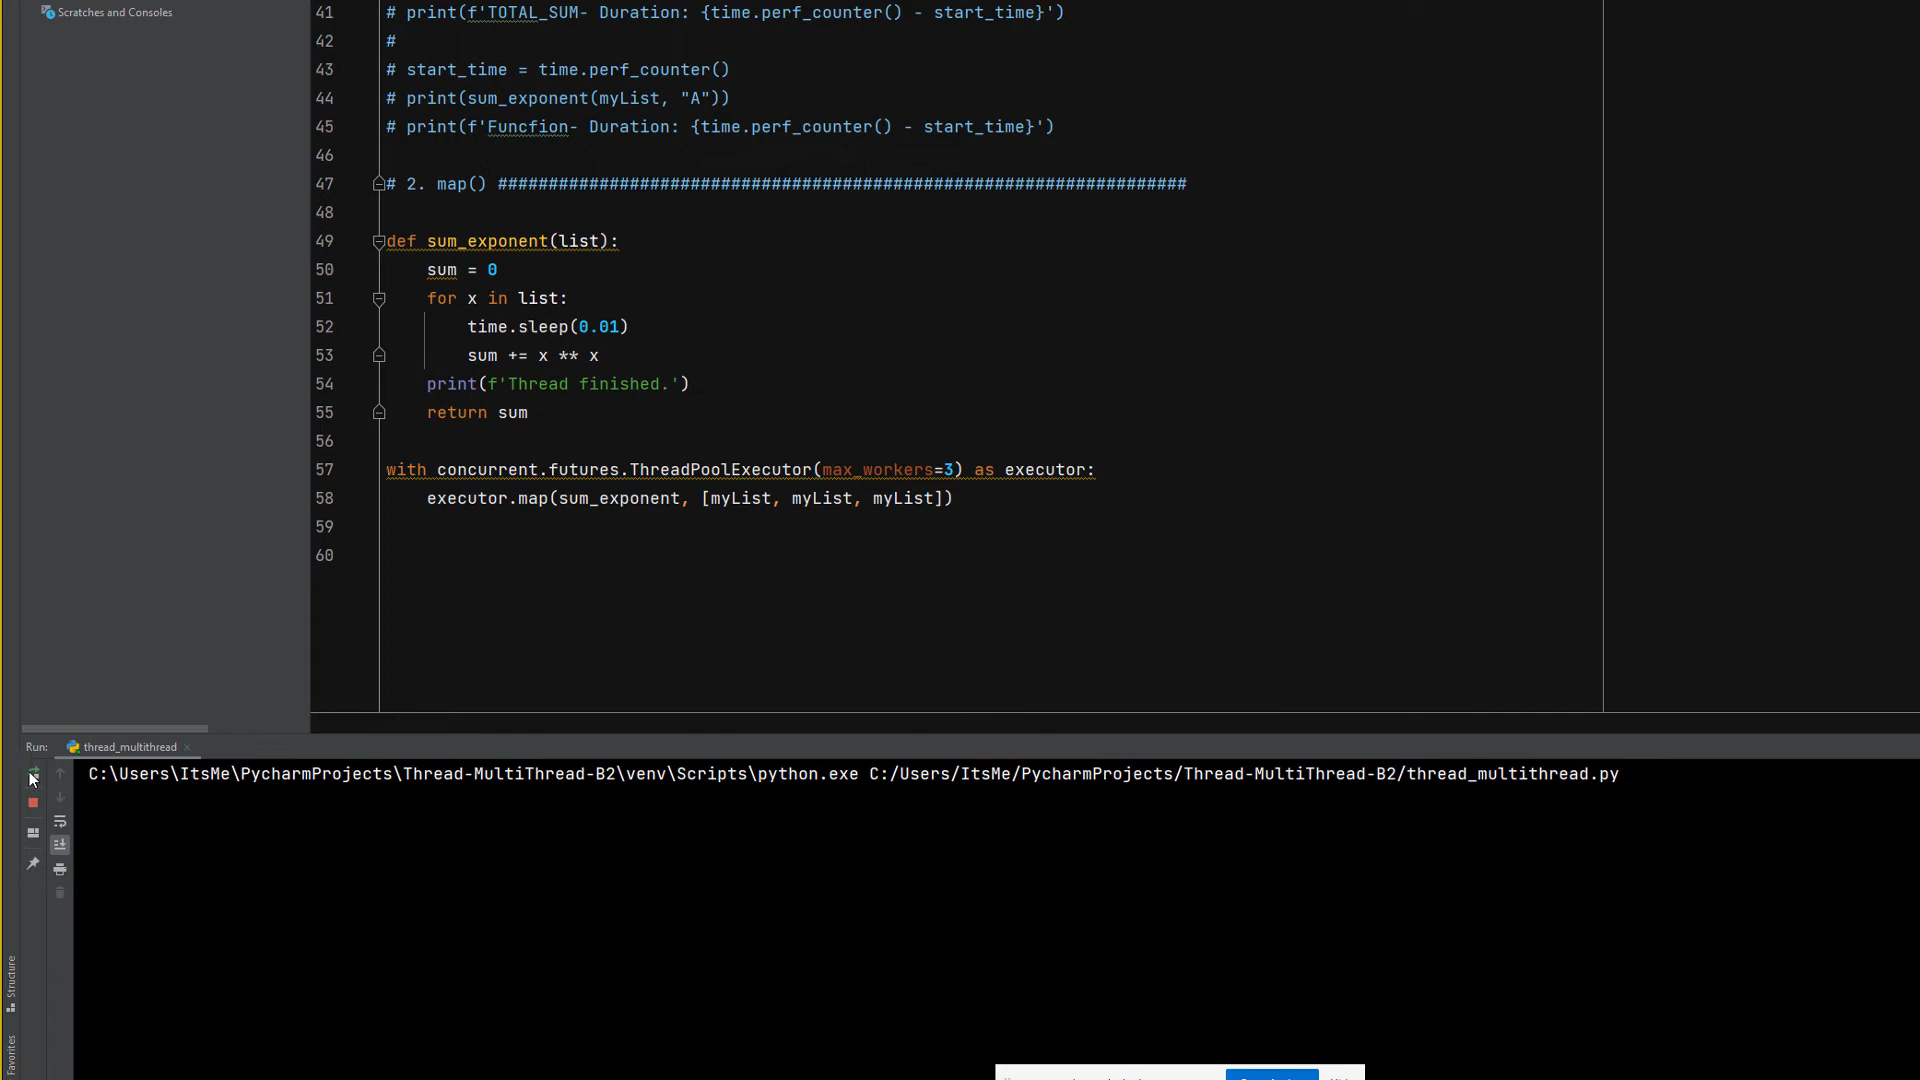 Scratches and Consoles
41 # print(f'TOTAL_SUM- Duration: {time.perf_counter() - start_time}')
42 #
43 # start_time = time.perf_counter()
44 # print(sum_exponent(myList, "A"))
45 # print(f'Funcfion- Duration: {time.perf_counter() - start_time}')
46
47 # 2. map() ####################################################################
48
49 def sum_exponent(list):
50 sum = 0
51 for x in list:
52 time.sleep(0.01)
53 sum += x ** x
54 print(f'Thread finished.')
55 return sum
56
57 with concurrent.futures.ThreadPoolExecutor(max_workers=3) as executor:
58 executor.map(sum_exponent, [myList, myList, myList])
59
60
Run: thread_multithread
C:\Users\ItsMe\PycharmProjects\Thread-MultiThread-B2\venv\Scripts\python.exe C:/Users/ItsMe/PycharmProjects/Thread-MultiThread-B2/thread_multithread.py
Structure
Favorites